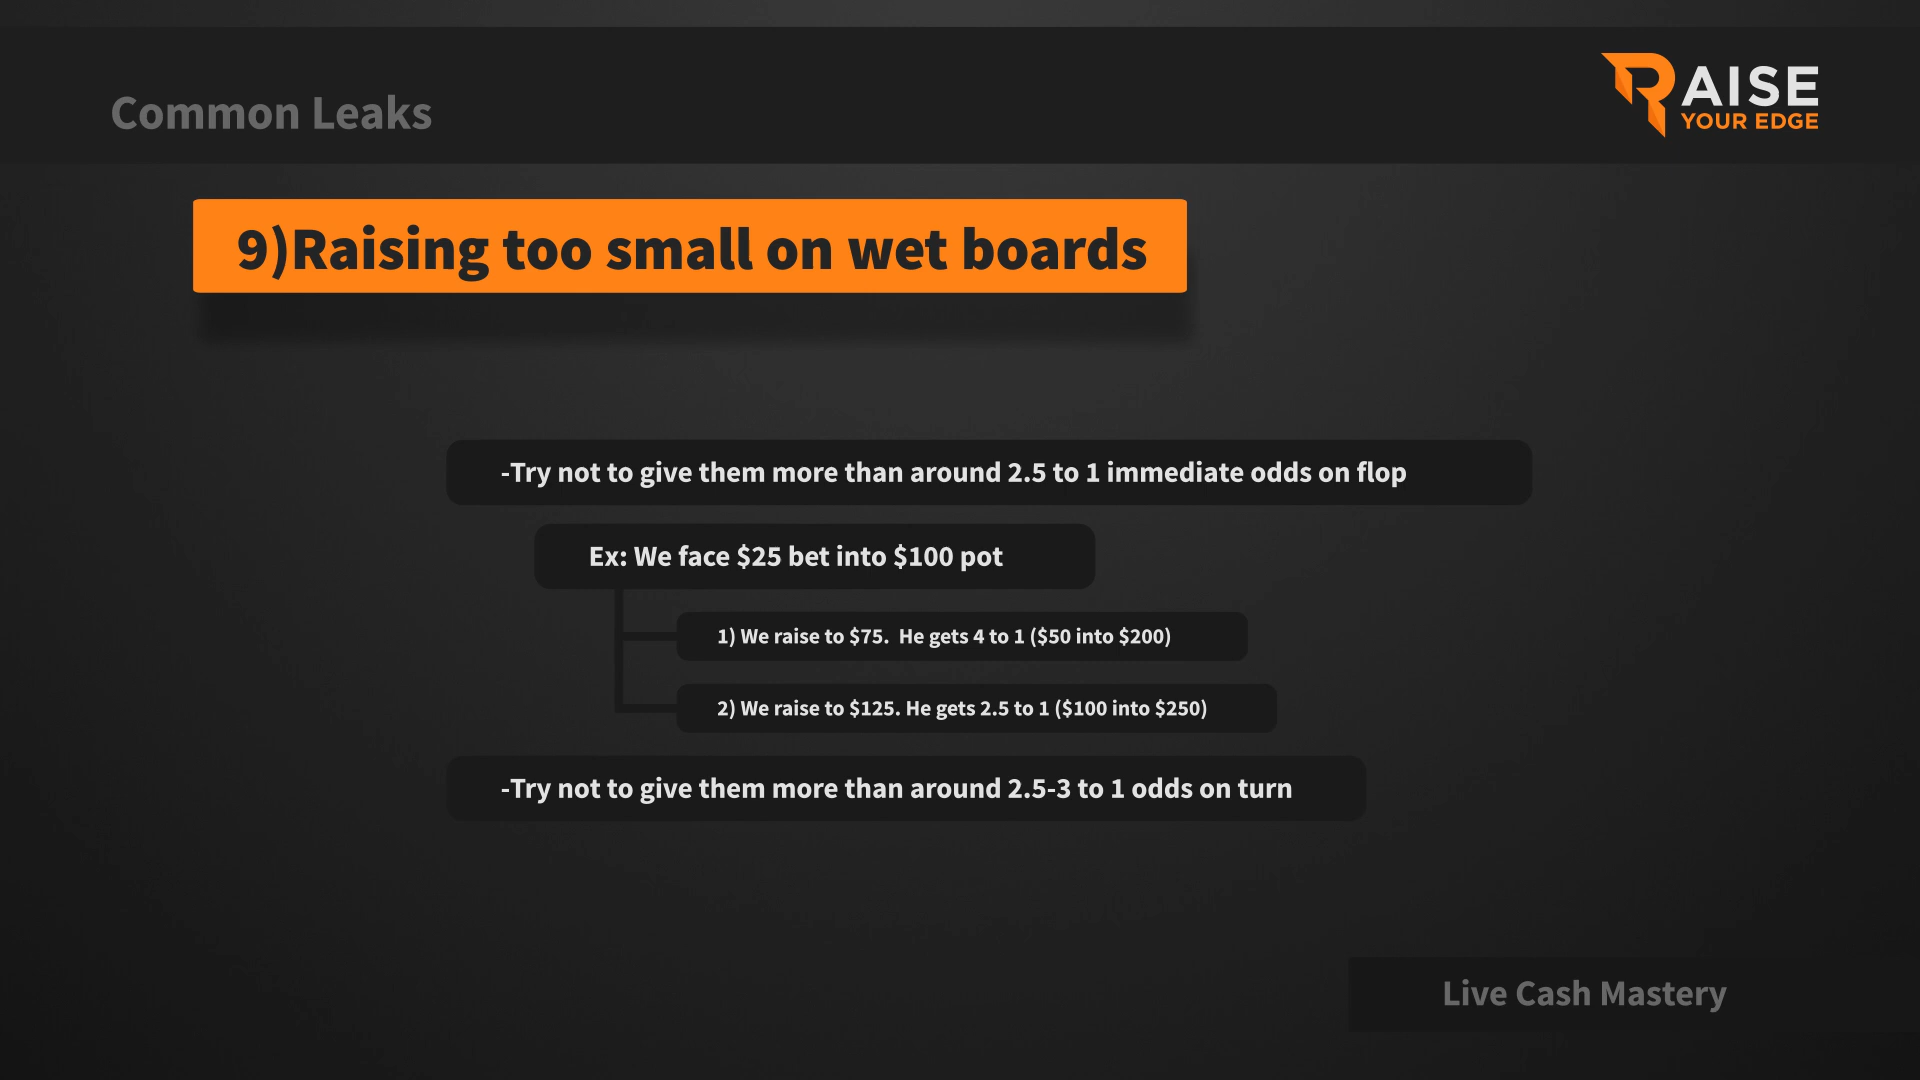 Common Leaks
RAISE
YOUR EDGE
9)Raising too small on wet boards
-Try not to give them more than around 2.5 to 1 immediate odds on flop
Ex: We face $25 bet into $100 pot
1) We raise to $75.  He gets 4 to 1 ($50 into $200)
2) We raise to $125. He gets 2.5 to 1 ($100 into $250)
-Try not to give them more than around 2.5-3 to 1 odds on turn
Live Cash Mastery